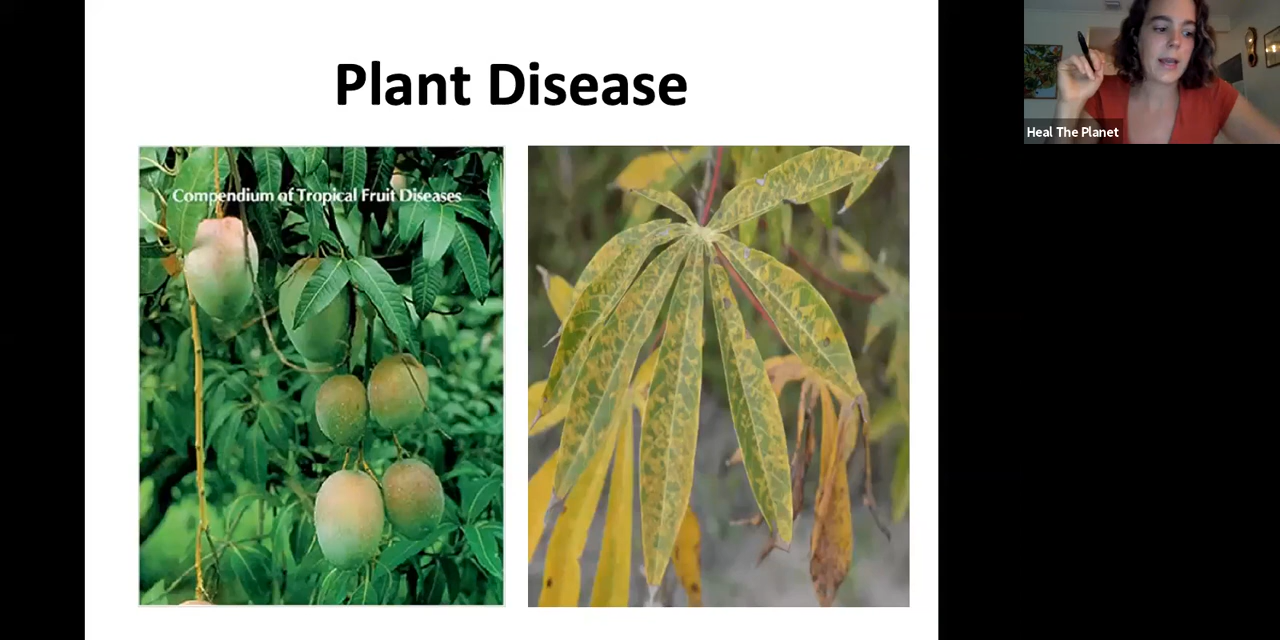 Plant Disease
Compendium of Tropical Fruit Diseases
Heal The Planet